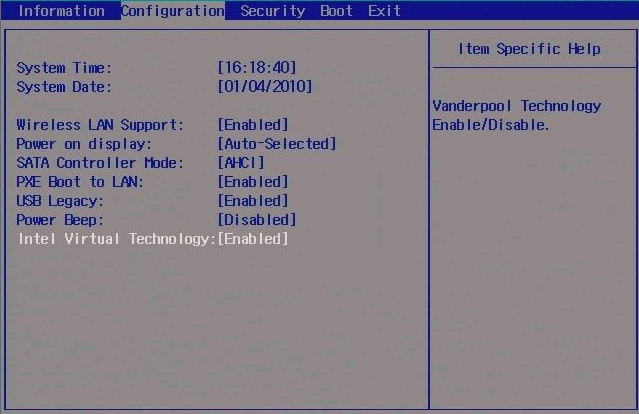 Information Configuration Security Boot Exit
Item Specific Help
System Time: [16:18:40]
System Date: [01/04/2010]
Vanderpool Technology
Enable/Disable.
Wireless LAN Support: [Enabled]
Power on display: [Auto-Selected]
SATA Controller Mode: [AHCI]
PXE Boot to LAN: [Enabled]
USB Legacy: [Enabled]
Power Beep: [Disabled]
Intel Virtual Technology:[Enabled]